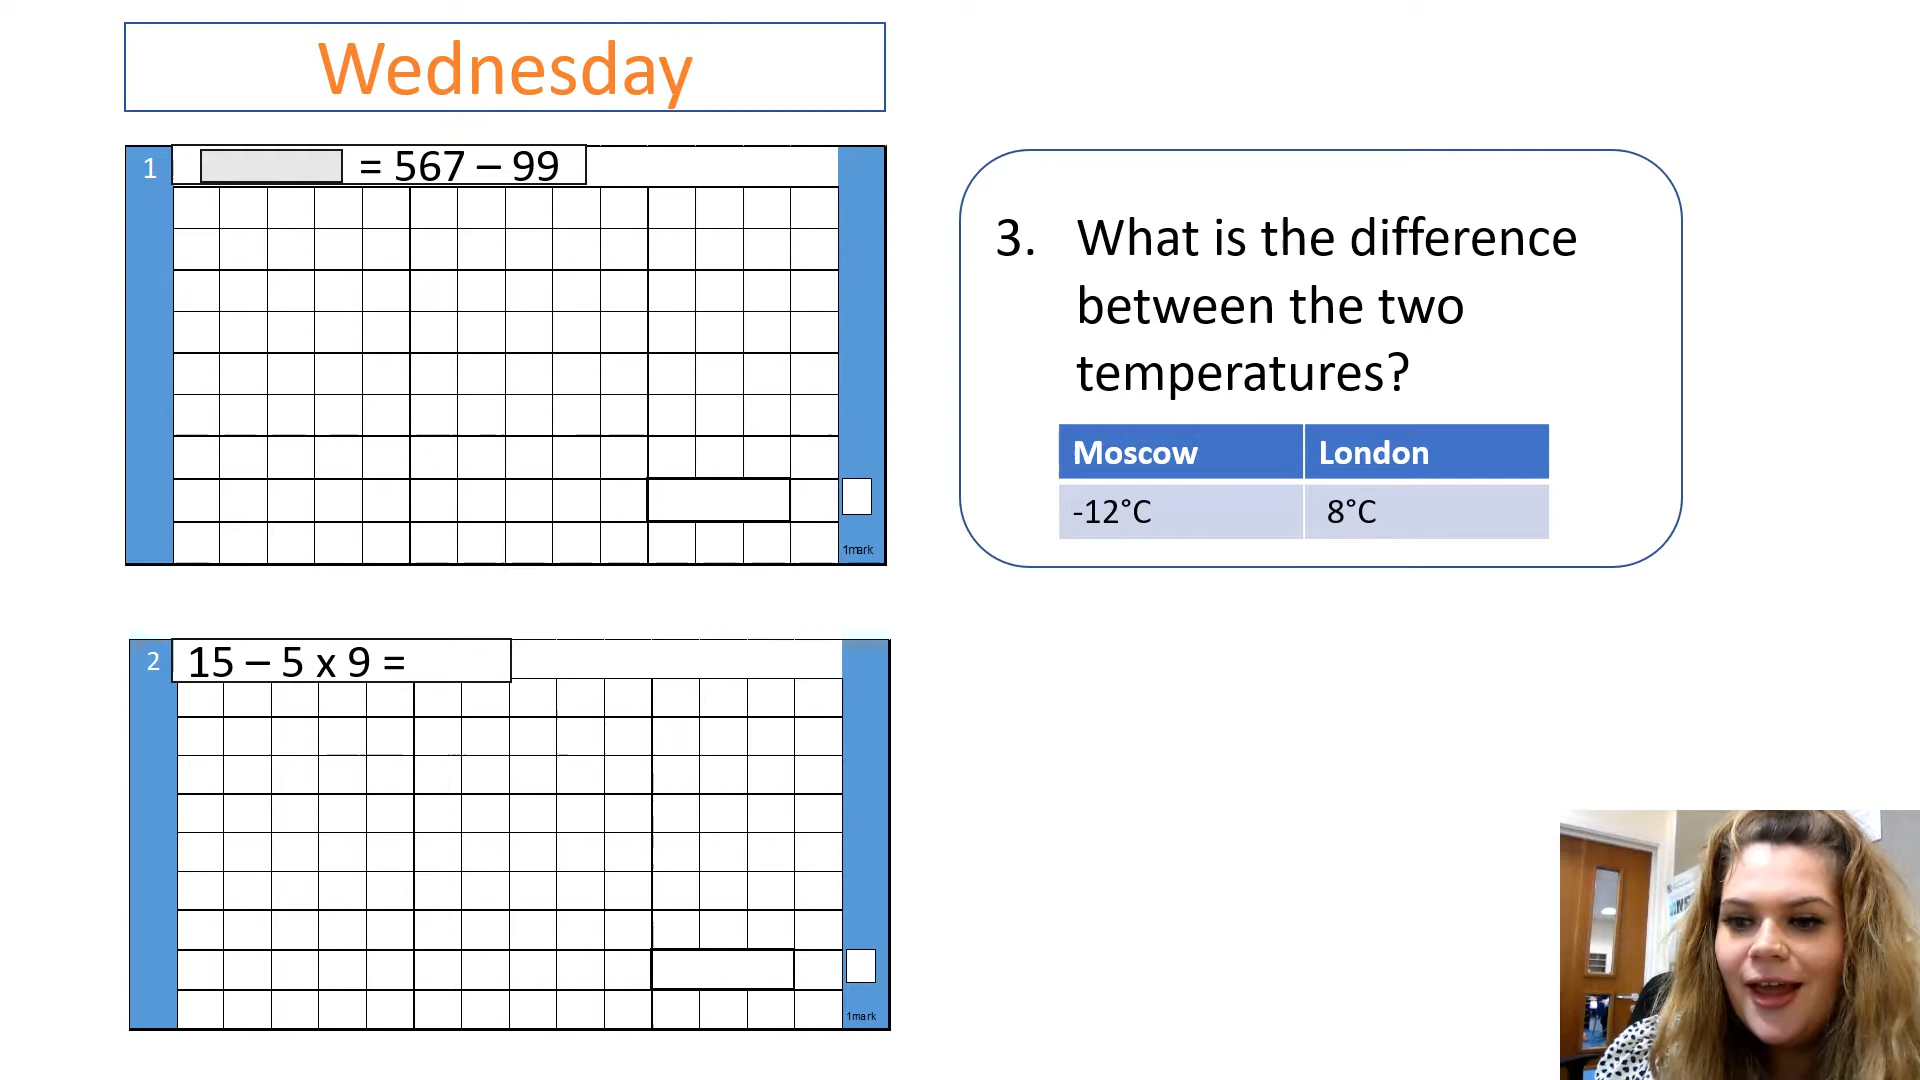 Wednesday
1
= 567 – 99
1mark
2
15 – 5 x 9 =
1mark
3. What is the difference
between the two
temperatures?
Moscow London
-12°C 8°C